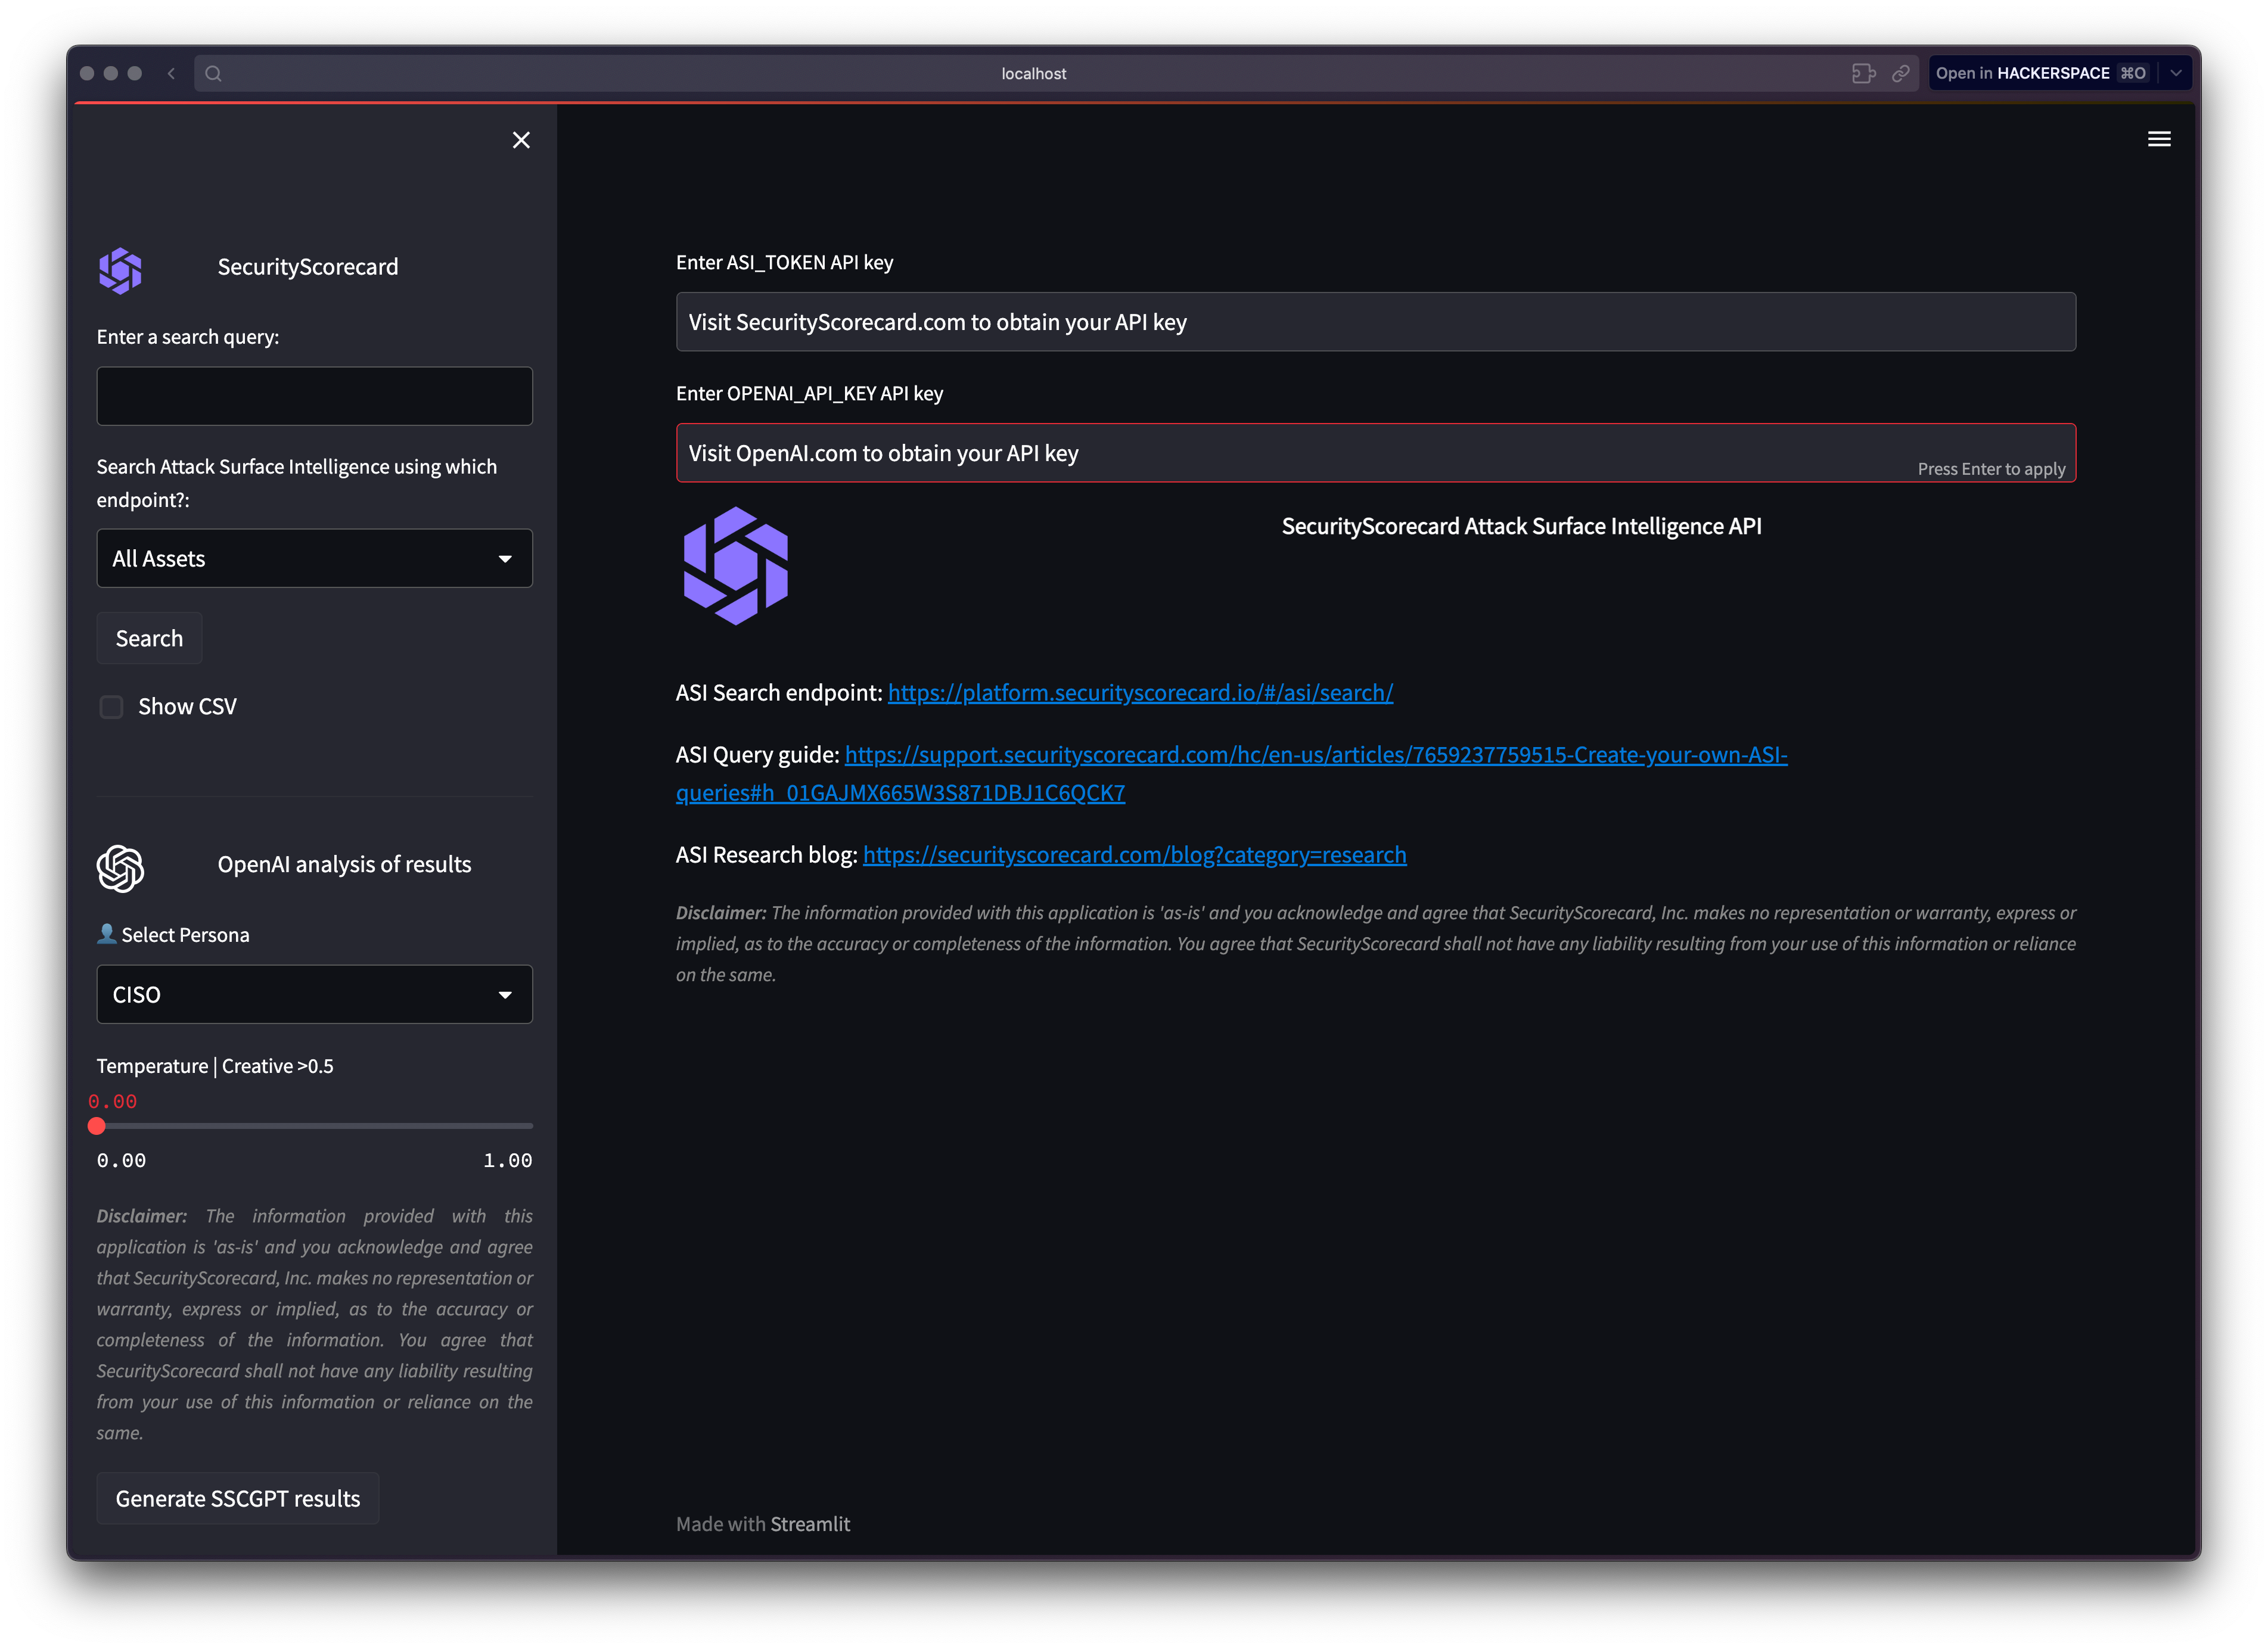 localhost
Open in HACKERSPACE ⌘O
SecurityScorecard
Enter a search query:
Search Attack Surface Intelligence using which
endpoint?:
All Assets
Search
Show CSV
OpenAI analysis of results
👤 Select Persona
CISO
Temperature | Creative >0.5
0.00
0.00 1.00
Disclaimer: The information provided with this
application is 'as-is' and you acknowledge and agree
that SecurityScorecard, Inc. makes no representation or
warranty, express or implied, as to the accuracy or
completeness of the information. You agree that
SecurityScorecard shall not have any liability resulting
from your use of this information or reliance on the
same.
Generate SSCGPT results
Enter ASI_TOKEN API key
Visit SecurityScorecard.com to obtain your API key
Enter OPENAI_API_KEY API key
Visit OpenAI.com to obtain your API key
Press Enter to apply
SecurityScorecard Attack Surface Intelligence API
ASI Search endpoint: https://platform.securityscorecard.io/#/asi/search/
ASI Query guide: https://support.securityscorecard.com/hc/en-us/articles/7659237759515-Create-your-own-ASI-
queries#h_01GAJMX665W3S871DBJ1C6QCK7
ASI Research blog: https://securityscorecard.com/blog?category=research
Disclaimer: The information provided with this application is 'as-is' and you acknowledge and agree that SecurityScorecard, Inc. makes no representation or warranty, express or
implied, as to the accuracy or completeness of the information. You agree that SecurityScorecard shall not have any liability resulting from your use of this information or reliance
on the same.
Made with Streamlit